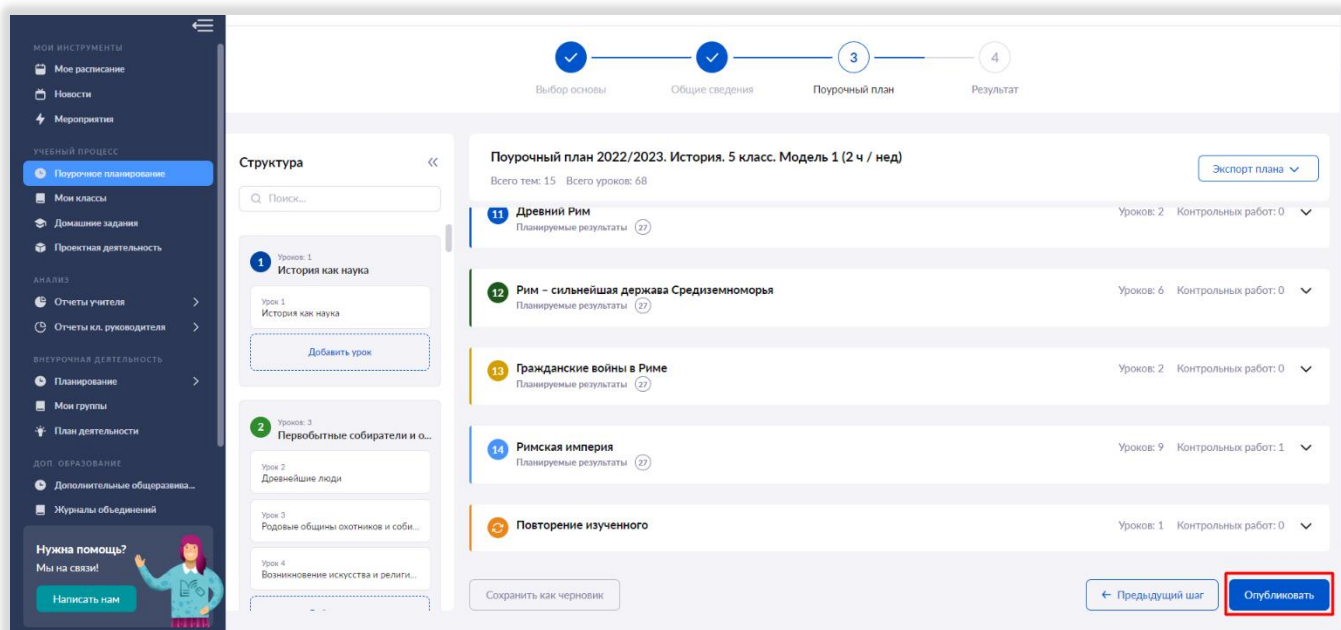 МОИ ИНСТРУМЕНТЫ
Мое расписание
Новости
Мероприятия
УЧЕБНЫЙ ПРОЦЕСС
Поурочное планирование
Мои классы
Домашние задания
Проектная деятельность
АНАЛИЗ
Отчеты учителя
Отчеты кл. руководителя
ВНЕУРОЧНАЯ ДЕЯТЕЛЬНОСТЬ
Планирование
Мои группы
План деятельности
ДОП. ОБРАЗОВАНИЕ
Дополнительные общеразвива...
Журналы объединений
Нужна помощь?
Мы на связи!
Написать нам
3
4
Выбор основы
Общие сведения
Поурочный план
Результат
Структура
Поиск...
1
Уроков: 1
История как наука
Урок 1
История как наука
Добавить урок
2
Уроков: 3
Первобытные собиратели и о...
Урок 2
Древнейшие люди
Урок 3
Родовые общины охотников и соби...
Урок 4
Возникновение искусства и религи...
Поурочный план 2022/2023. История. 5 класс. Модель 1 (2 ч / нед)
Всего тем: 15 Всего уроков: 68
Экспорт плана
11 Древний Рим
Планируемые результаты 27
Уроков: 2 Контрольных работ: 0
12 Рим – сильнейшая держава Средиземноморья
Планируемые результаты 27
Уроков: 6 Контрольных работ: 0
13 Гражданские войны в Риме
Планируемые результаты 27
Уроков: 2 Контрольных работ: 0
14 Римская империя
Планируемые результаты 27
Уроков: 9 Контрольных работ: 1
Повторение изученного
Уроков: 1 Контрольных работ: 0
Сохранить как черновик
Предыдущий шаг
Опубликовать